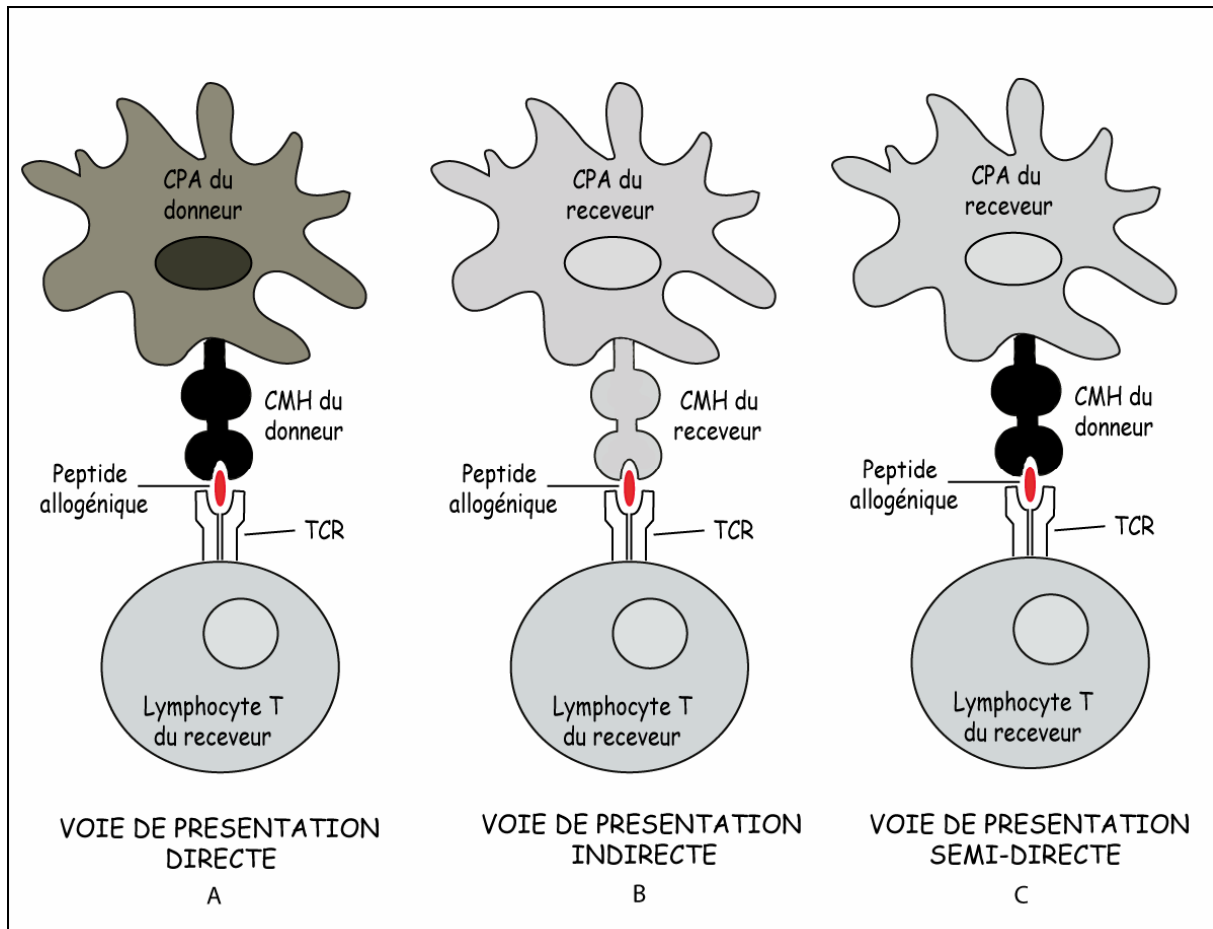 CPA du
donneur
CMH du
donneur
Peptide
allogénique
TCR
Lymphocyte T
du receveur
VOIE DE PRESENTATION
DIRECTE
A
CPA du
receveur
CMH du
receveur
Peptide
allogénique
TCR
Lymphocyte T
du receveur
VOIE DE PRESENTATION
INDIRECTE
B
CPA du
receveur
CMH du
donneur
Peptide
allogénique
TCR
Lymphocyte T
du receveur
VOIE DE PRESENTATION
SEMI-DIRECTE
C